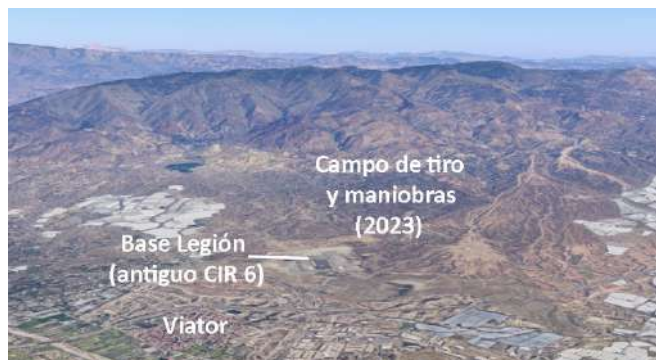 Campo de tiro
y maniobras
(2023)
Base Legión
(antiguo CIR 6)
Viator